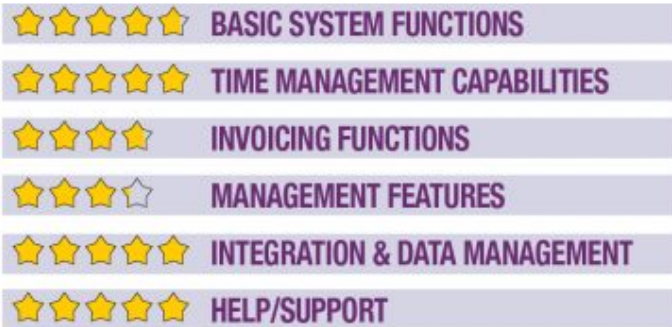 BASIC SYSTEM FUNCTIONS
TIME MANAGEMENT CAPABILITIES
INVOICING FUNCTIONS
MANAGEMENT FEATURES
INTEGRATION & DATA MANAGEMENT
HELP/SUPPORT